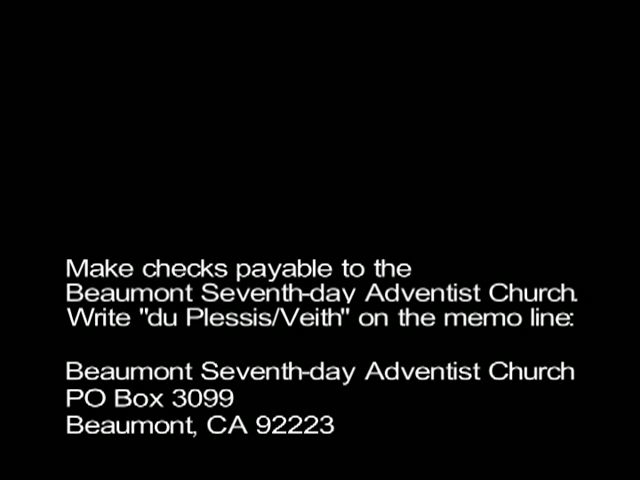 Make checks payable to the
Beaumont Seventh-day Adventist Church.
Write "du Plessis/Veith" on the memo line:
Beaumont Seventh-day Adventist Church
PO Box 3099
Beaumont, CA 92223